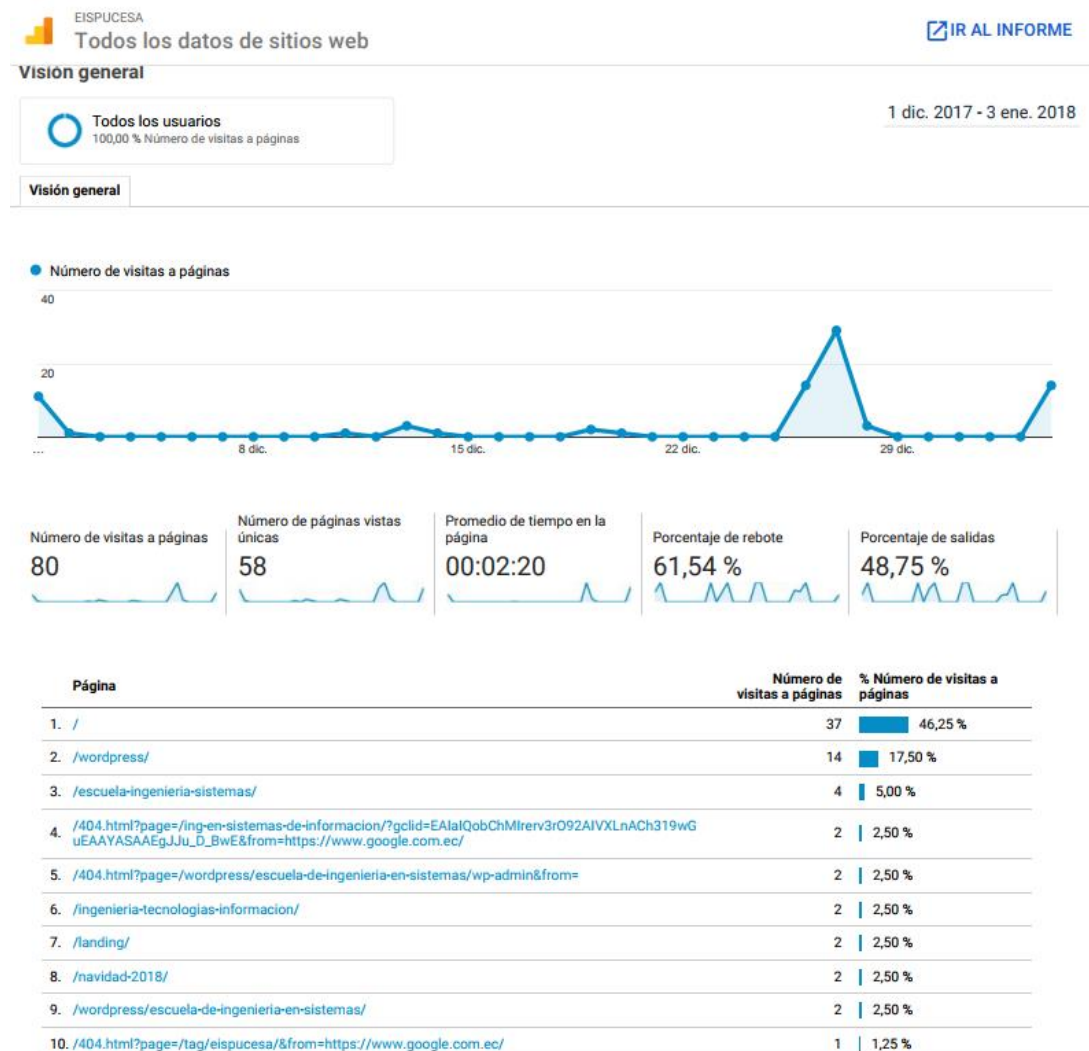 EISPUCESA
Todos los datos de sitios web
IR AL INFORME
Visión general
Todos los usuarios
100,00 % Número de visitas a páginas
1 dic. 2017 - 3 ene. 2018
Visión general
Número de visitas a páginas
40
20
... 8 dic. 15 dic. 22 dic. 29 dic.
Número de visitas a páginas
80
Número de páginas vistas
únicas
58
Promedio de tiempo en la
página
00:02:20
Porcentaje de rebote
61,54 %
Porcentaje de salidas
48,75 %
Página Número de visitas a páginas % Número de visitas a páginas
1. / 37 46,25 %
2. /wordpress/ 14 17,50 %
3. /escuela-ingenieria-sistemas/ 4 5,00 %
4. /404.html?page=/ing-en-sistemas-de-informacion/?gclid=EAIaIQobChMIrerv3rO92AIVXLnACh319wG
uEAAYASAAEgJJu_D_BwE&from=https://www.google.com.ec/ 2 2,50 %
5. /404.html?page=/wordpress/escuela-de-ingenieria-en-sistemas/wp-admin&from= 2 2,50 %
6. /ingenieria-tecnologias-informacion/ 2 2,50 %
7. /landing/ 2 2,50 %
8. /navidad-2018/ 2 2,50 %
9. /wordpress/escuela-de-ingenieria-en-sistemas/ 2 2,50 %
10. /404.html?page=/tag/eispucesa/&from=https://www.google.com.ec/ 1 1,25 %